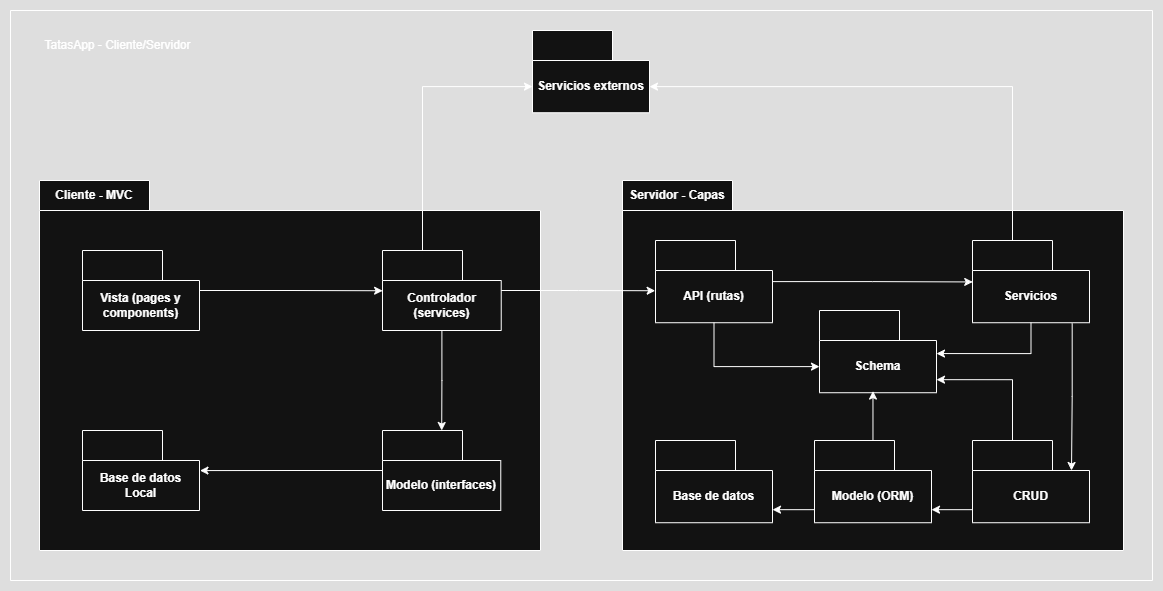 TatasApp - Cliente/Servidor
Servicios externos
Cliente - MVC
Servidor - Capas
Vista (pages y
components)
Controlador
(services)
API (rutas)
Servicios
Schema
Base de datos
Local
Modelo (interfaces)
Base de datos
Modelo (ORM)
CRUD